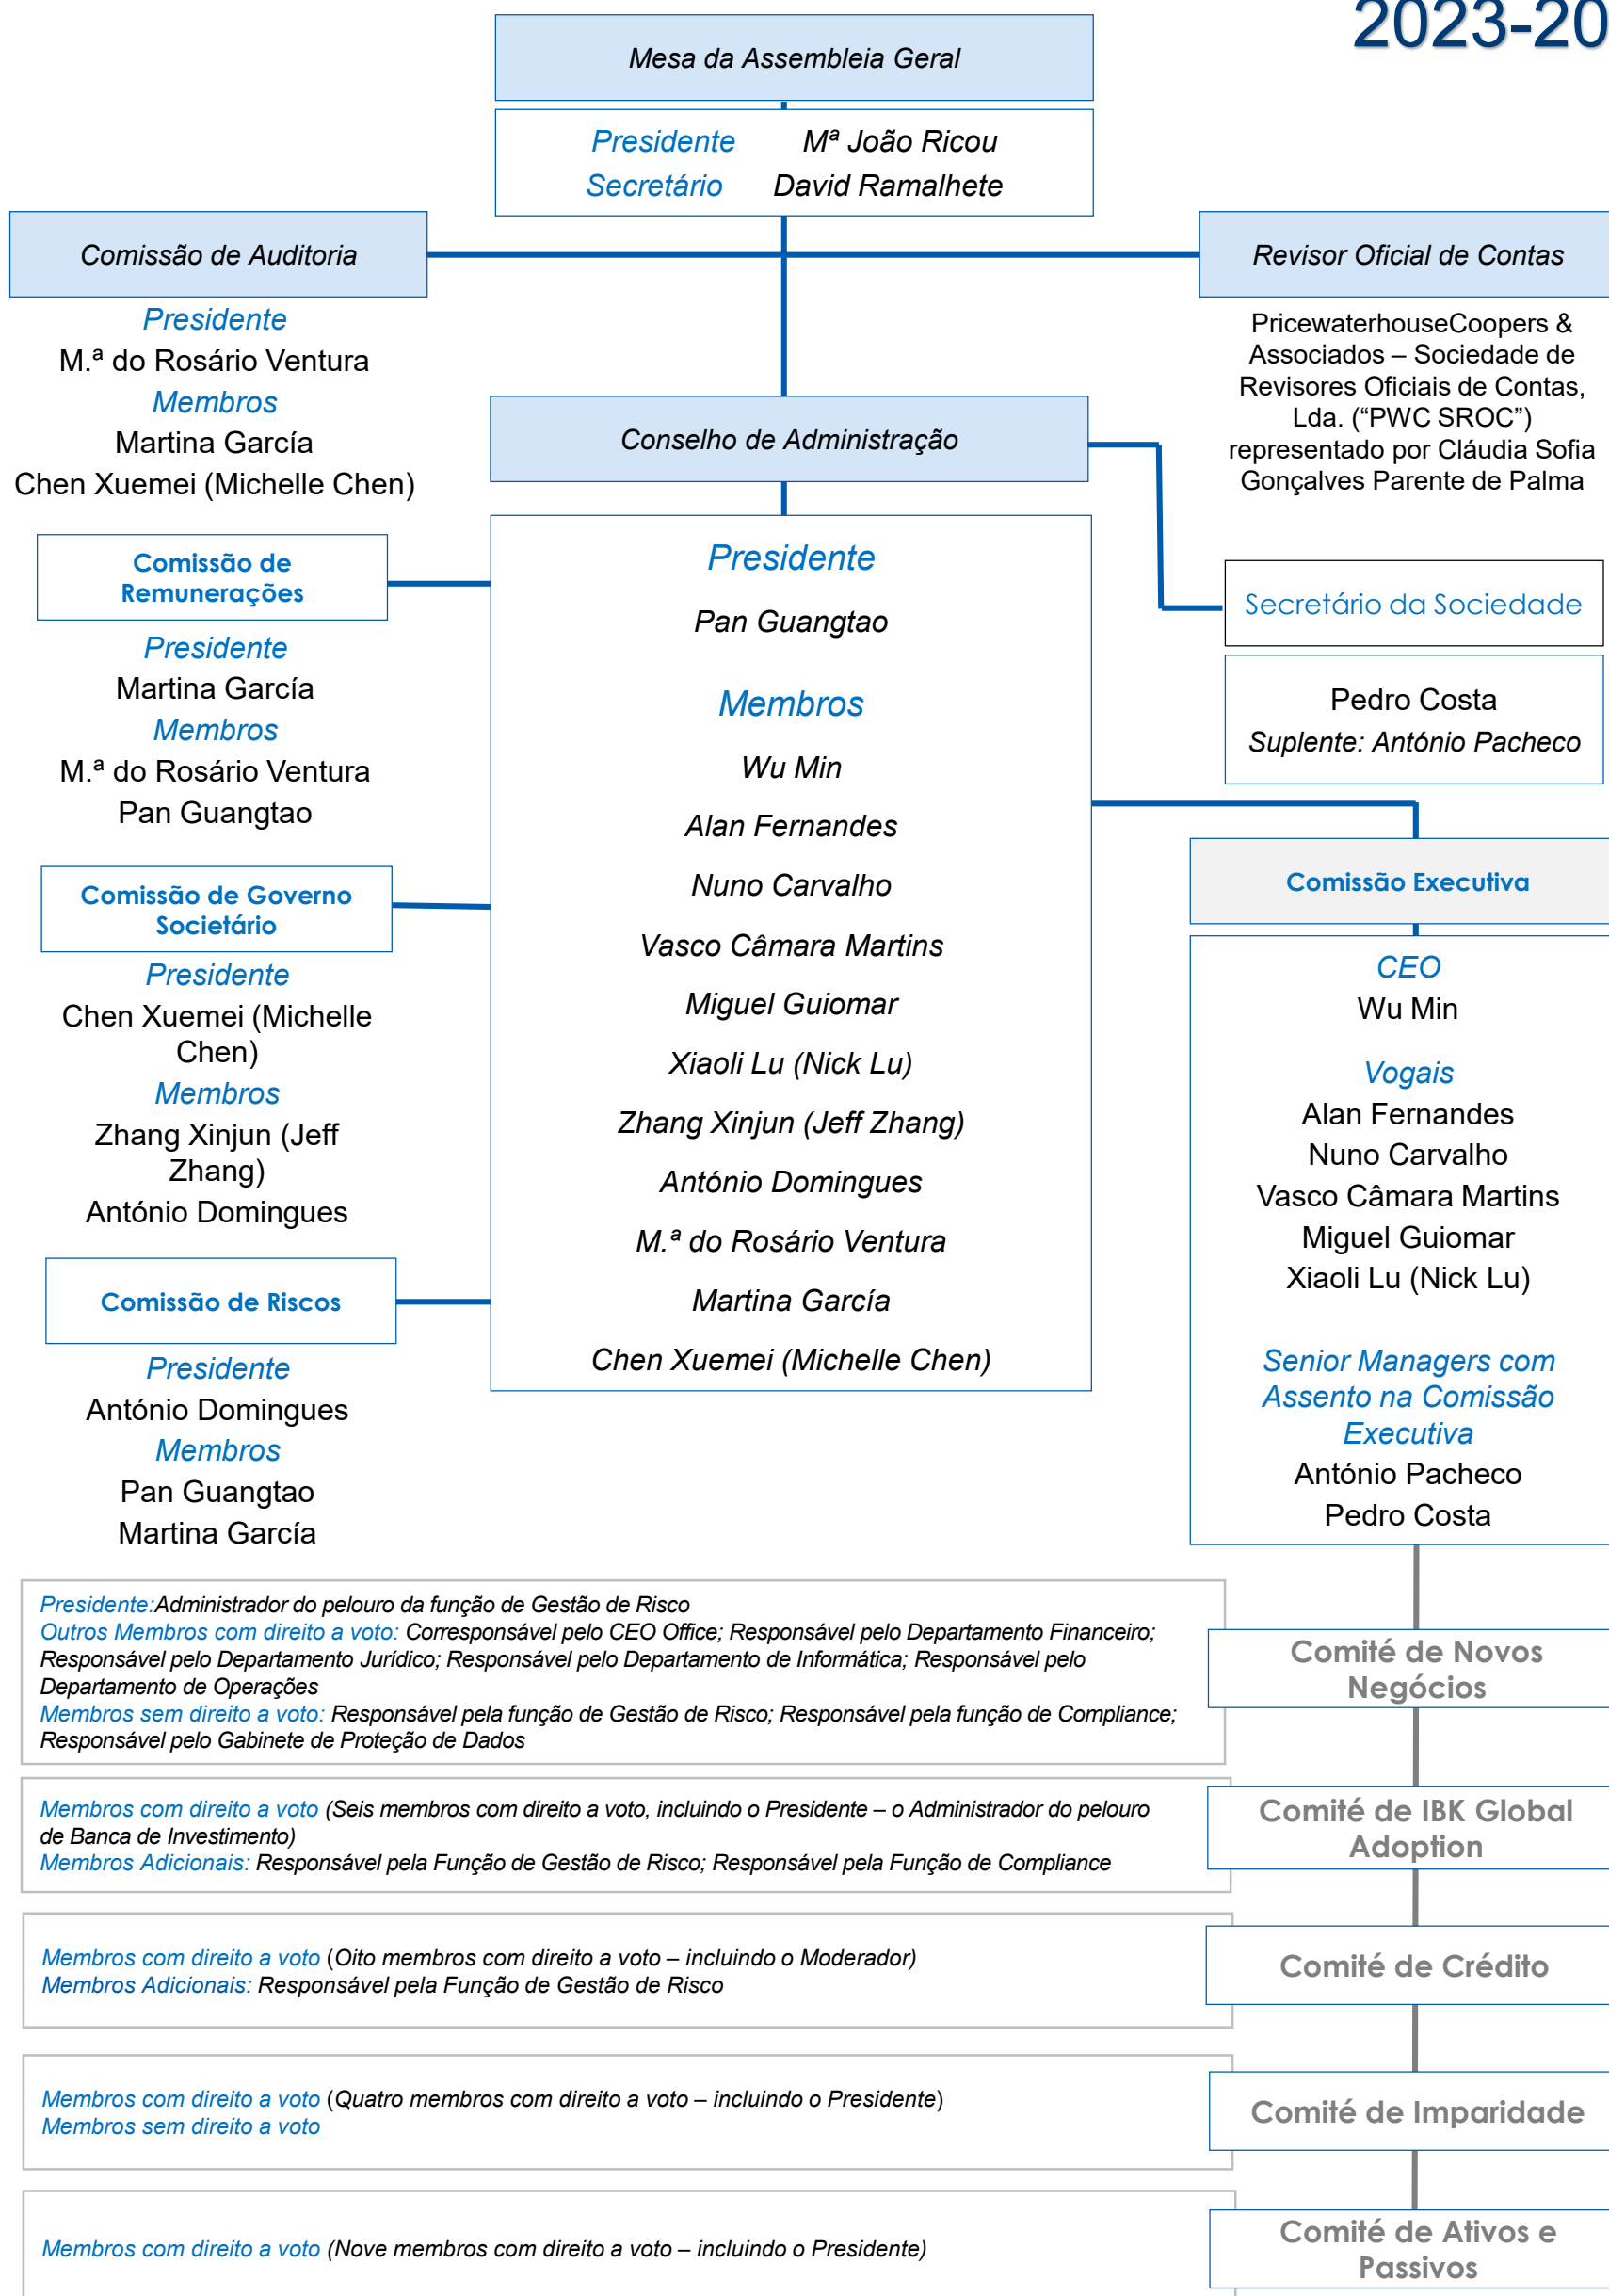 2023-20
Mesa da Assembleia Geral
Presidente Mª João Ricou
Secretário David Ramalhete
Comissão de Auditoria
Presidente
M.ª do Rosário Ventura
Membros
Martina García
Chen Xuemei (Michelle Chen)
Revisor Oficial de Contas
PricewaterhouseCoopers &
Associados – Sociedade de
Revisores Oficiais de Contas,
Lda. (“PWC SROC”)
representado por Cláudia Sofia
Gonçalves Parente de Palma
Conselho de Administração
Presidente
Pan Guangtao
Membros
Wu Min
Alan Fernandes
Nuno Carvalho
Vasco Câmara Martins
Miguel Guiomar
Xiaoli Lu (Nick Lu)
Zhang Xinjun (Jeff Zhang)
António Domingues
M.ª do Rosário Ventura
Martina García
Chen Xuemei (Michelle Chen)
Comissão de
Remunerações
Presidente
Martina García
Membros
M.ª do Rosário Ventura
Pan Guangtao
Comissão de Governo
Societário
Presidente
Chen Xuemei (Michelle
Chen)
Membros
Zhang Xinjun (Jeff
Zhang)
António Domingues
Comissão de Riscos
Presidente
António Domingues
Membros
Pan Guangtao
Martina García
Secretário da Sociedade
Pedro Costa
Suplente: António Pacheco
Comissão Executiva
CEO
Wu Min
Vogais
Alan Fernandes
Nuno Carvalho
Vasco Câmara Martins
Miguel Guiomar
Xiaoli Lu (Nick Lu)
Senior Managers com
Assento na Comissão
Executiva
António Pacheco
Pedro Costa
Presidente:Administrador do pelouro da função de Gestão de Risco
Outros Membros com direito a voto: Corresponsável pelo CEO Office; Responsável pelo Departamento Financeiro;
Responsável pelo Departamento Jurídico; Responsável pelo Departamento de Informática; Responsável pelo
Departamento de Operações
Membros sem direito a voto: Responsável pela função de Gestão de Risco; Responsável pela função de Compliance;
Responsável pelo Gabinete de Proteção de Dados
Comité de Novos
Negócios
Membros com direito a voto (Seis membros com direito a voto, incluindo o Presidente – o Administrador do pelouro
de Banca de Investimento)
Membros Adicionais: Responsável pela Função de Gestão de Risco; Responsável pela Função de Compliance
Comité de IBK Global
Adoption
Membros com direito a voto (Oito membros com direito a voto – incluindo o Moderador)
Membros Adicionais: Responsável pela Função de Gestão de Risco
Comité de Crédito
Membros com direito a voto (Quatro membros com direito a voto – incluindo o Presidente)
Membros sem direito a voto
Comité de Imparidade
Membros com direito a voto (Nove membros com direito a voto – incluindo o Presidente)
Comité de Ativos e
Passivos